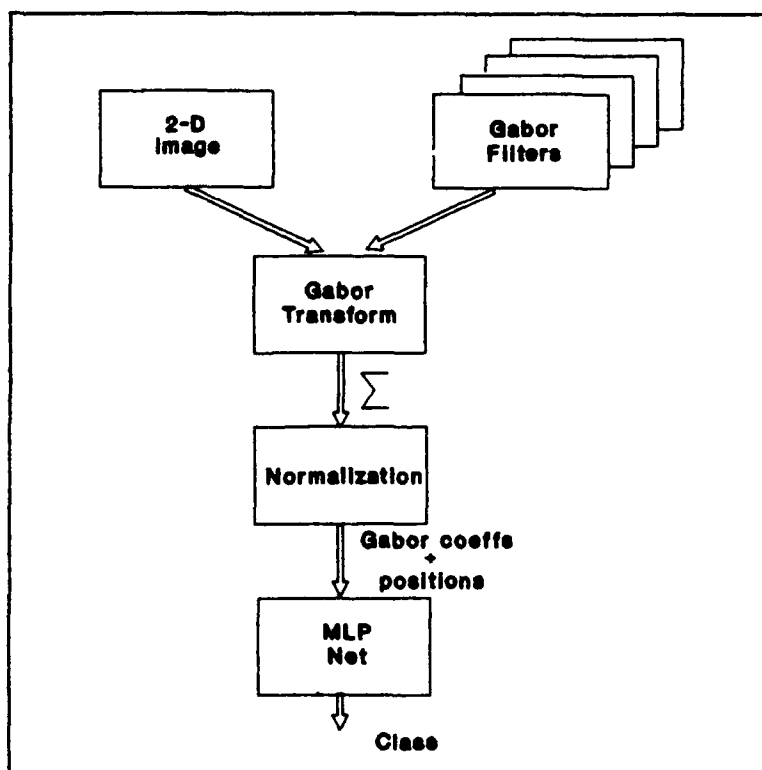 2-D
Image
Gabor
Filters
Gabor
Transform
Σ
Normalization
Gabor coeffs
+
positions
MLP
Net
Class